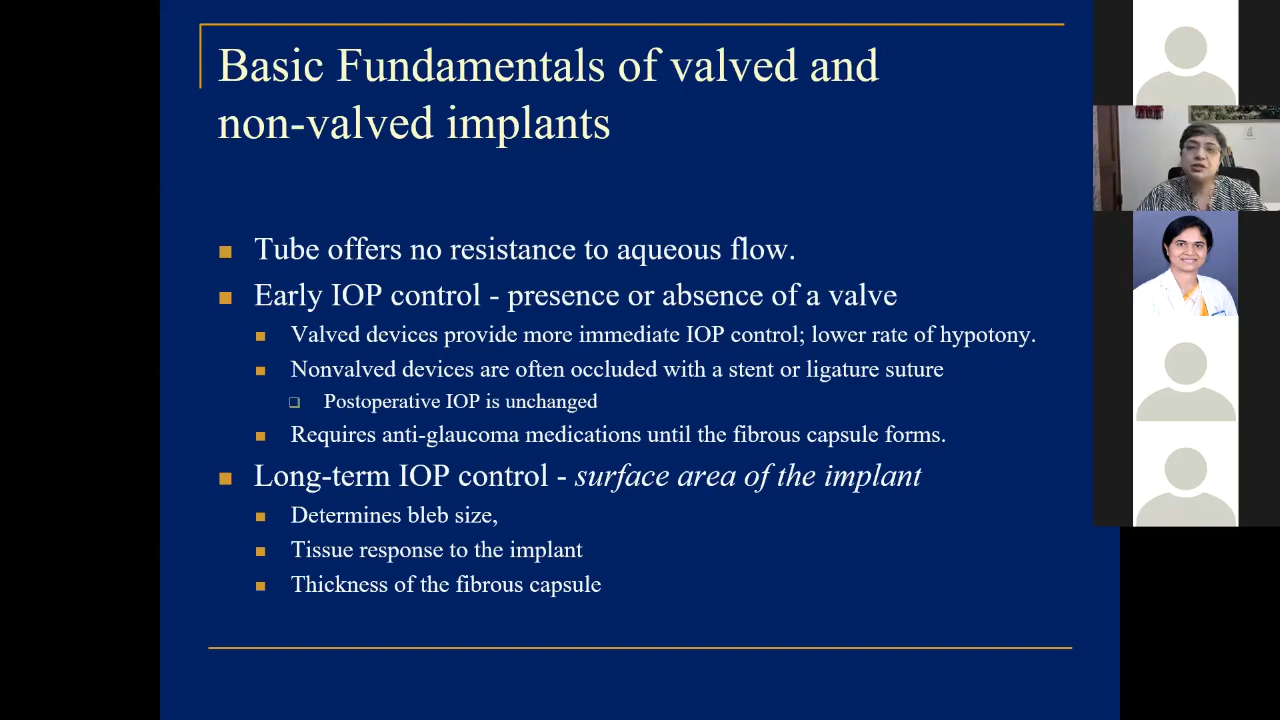 Basic Fundamentals of valved and
non-valved implants
Tube offers no resistance to aqueous flow.
Early IOP control - presence or absence of a valve
Valved devices provide more immediate IOP control; lower rate of hypotony.
Nonvalved devices are often occluded with a stent or ligature suture
Postoperative IOP is unchanged
Requires anti-glaucoma medications until the fibrous capsule forms.
Long-term IOP control - surface area of the implant
Determines bleb size,
Tissue response to the implant
Thickness of the fibrous capsule